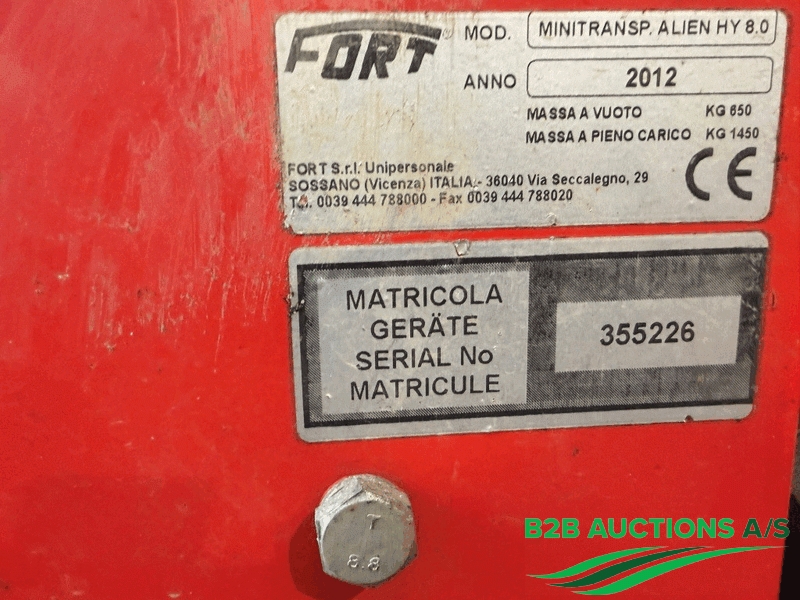 FORT
MOD. MINITRANSP. ALIEN HY 8.0
ANNO 2012
MASSA A VUOTO KG 650
MASSA A PIENO CARICO KG 1450
FORT S.r.l. Unipersonale
SOSSANO (Vicenza) ITALIA - 36040 Via Seccalegno, 29
Tel. 0039 444 788000 - Fax 0039 444 788020
CE
MATRICOLA
GERÄTE
SERIAL No
MATRICULE
355226
T
8.8
B2B AUCTIONS A/S